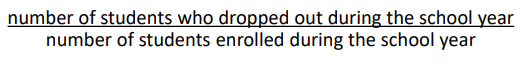 number of students who dropped out during the school year
number of students enrolled during the school year